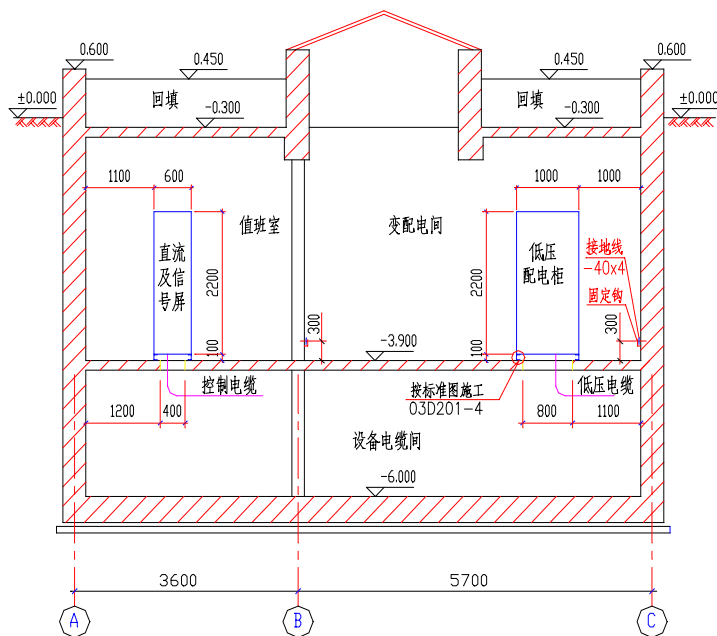 0.600
0.450
0.450
0.600
±0.000
回填
-0.300
回填
-0.300
±0.000
1100
600
1000
1000
值班室
变配电间
直流
及信
号屏
2200
100
300
2200
100
低压
配电柜
接地线
-40x4
固定钩
300
-3.900
控制电缆
按标准图施工
03D201-4
低压电缆
1200
400
800
1100
设备电缆间
-6.000
3600
5700
A
B
C